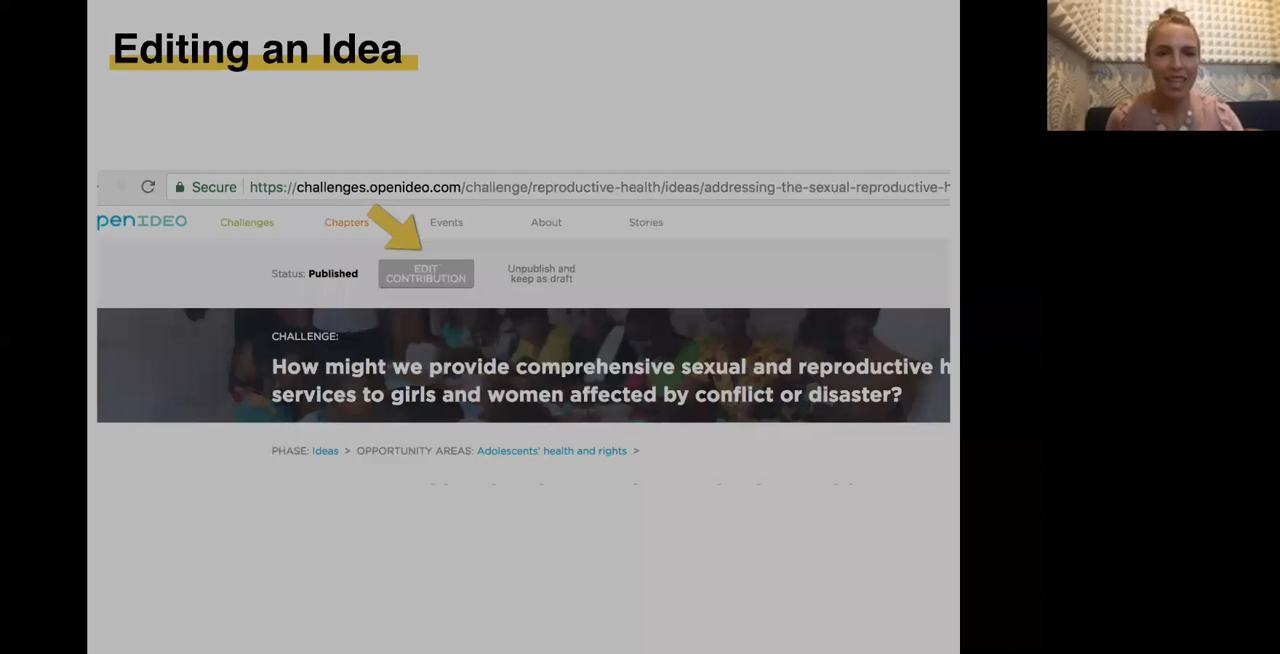 Editing an Idea
Secure https://challenges.openideo.com/challenge/reproductive-health/ideas/addressing-the-sexual-reproductive-h
penIDEO Challenges Chapters Events About Stories
Status: Published
EDIT
CONTRIBUTION
Unpublish and
keep as draft
CHALLENGE:
How might we provide comprehensive sexual and reproductive h
services to girls and women affected by conflict or disaster?
PHASE: Ideas > OPPORTUNITY AREAS: Adolescents' health and rights >